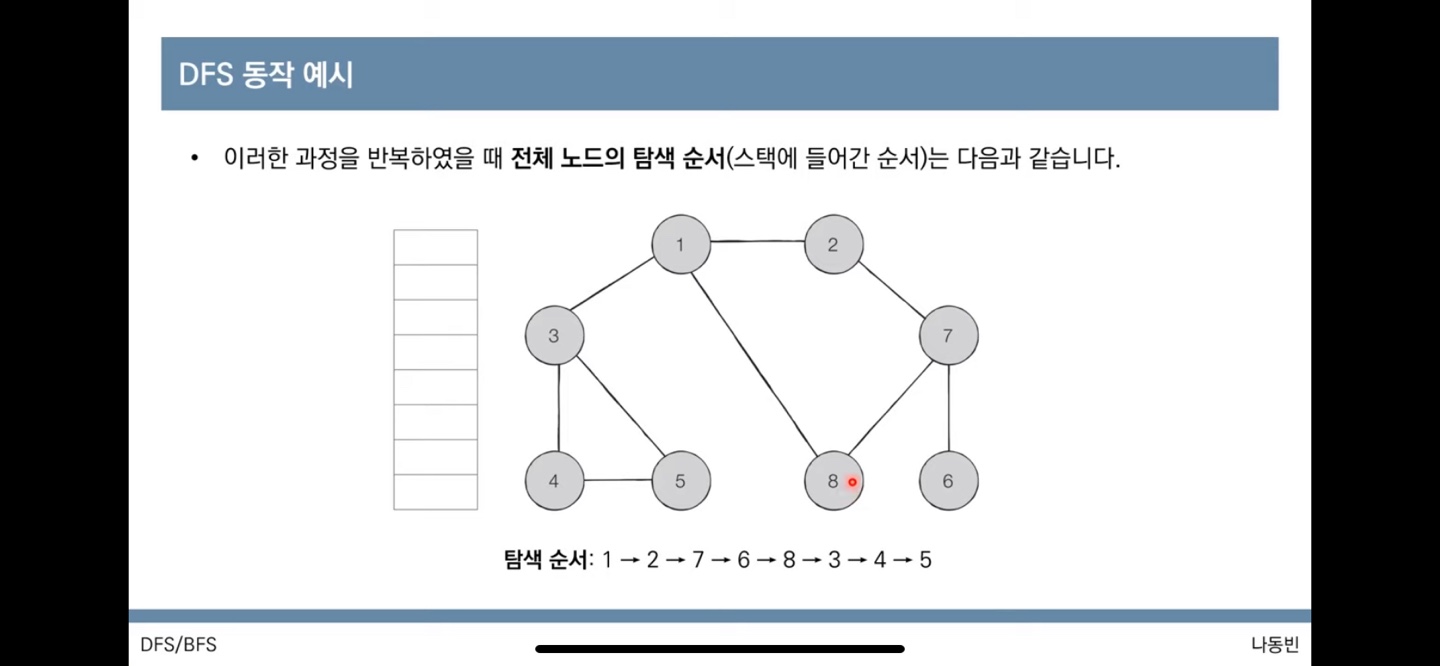 DFS 동작 예시
• 이러한 과정을 반복하였을 때 전체 노드의 탐색 순서(스택에 들어간 순서)는 다음과 같습니다.
1 2
3 7
4 5 8 6
탐색 순서: 1 → 2 → 7 → 6 → 8 → 3 → 4 → 5
DFS/BFS 나동빈